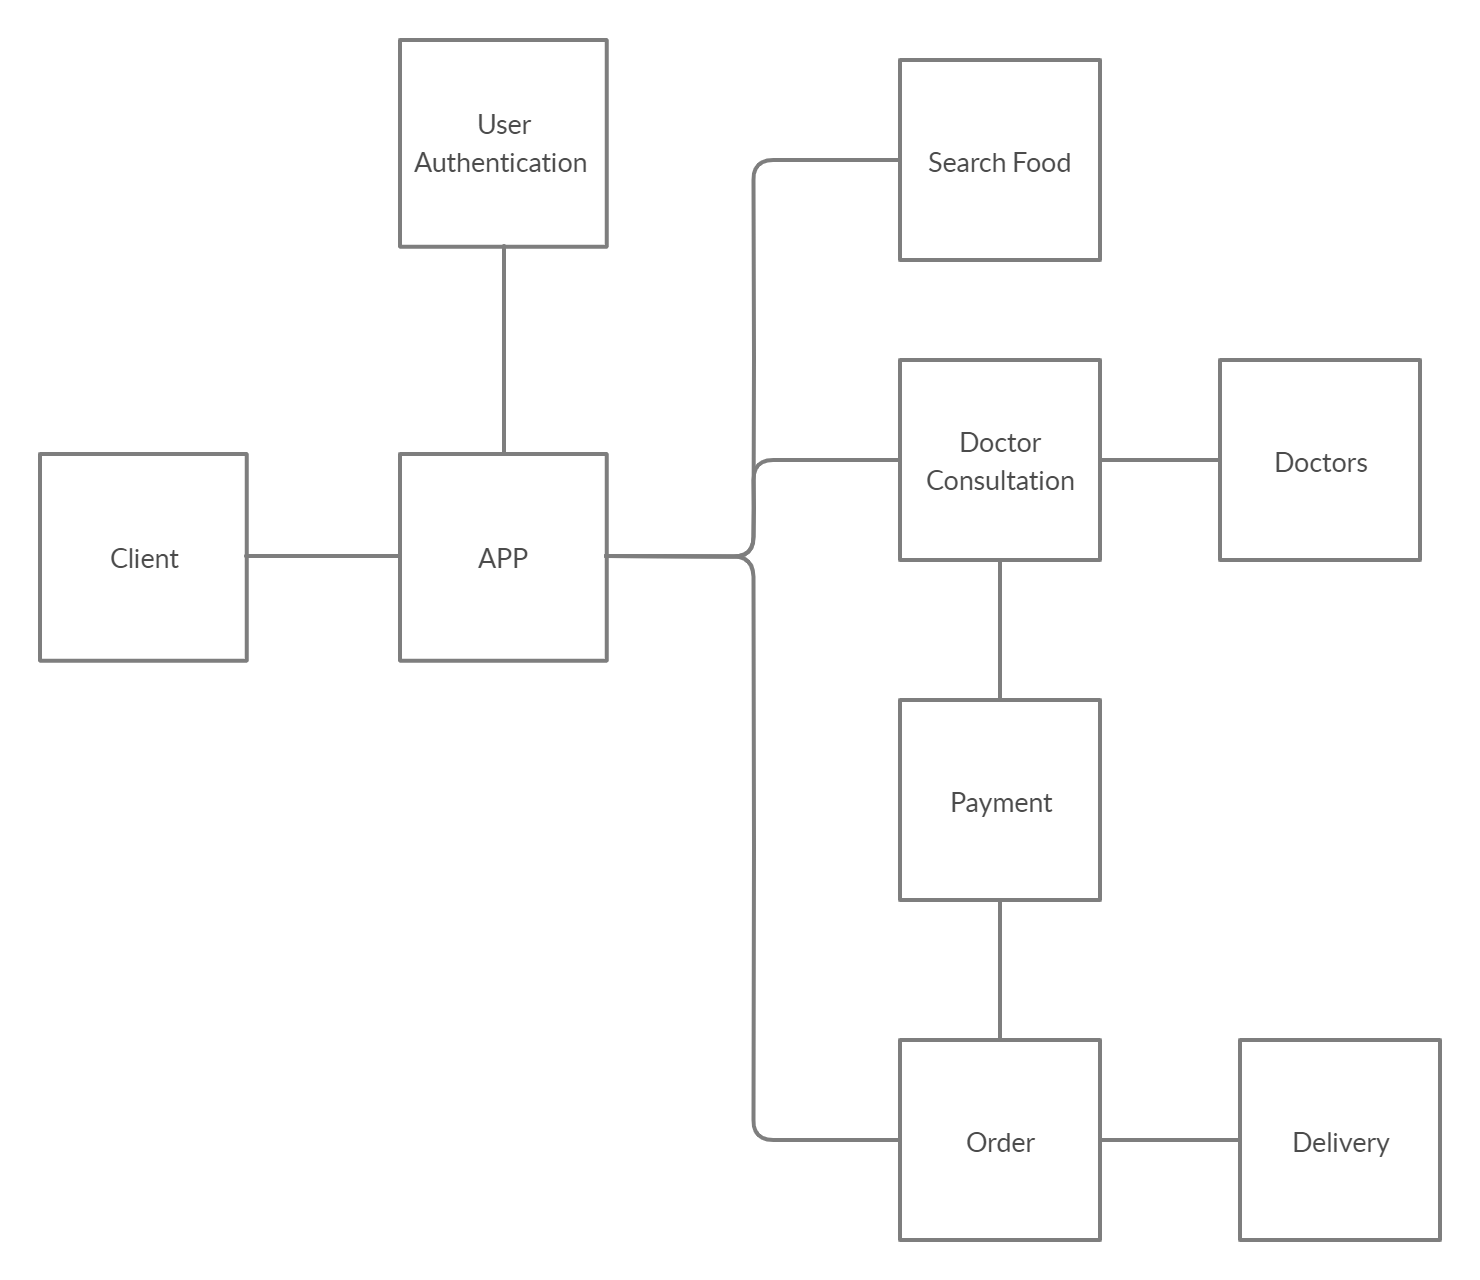 User
Authentication
Search Food
Doctor
Consultation
Doctors
Client
APP
Payment
Order
Delivery